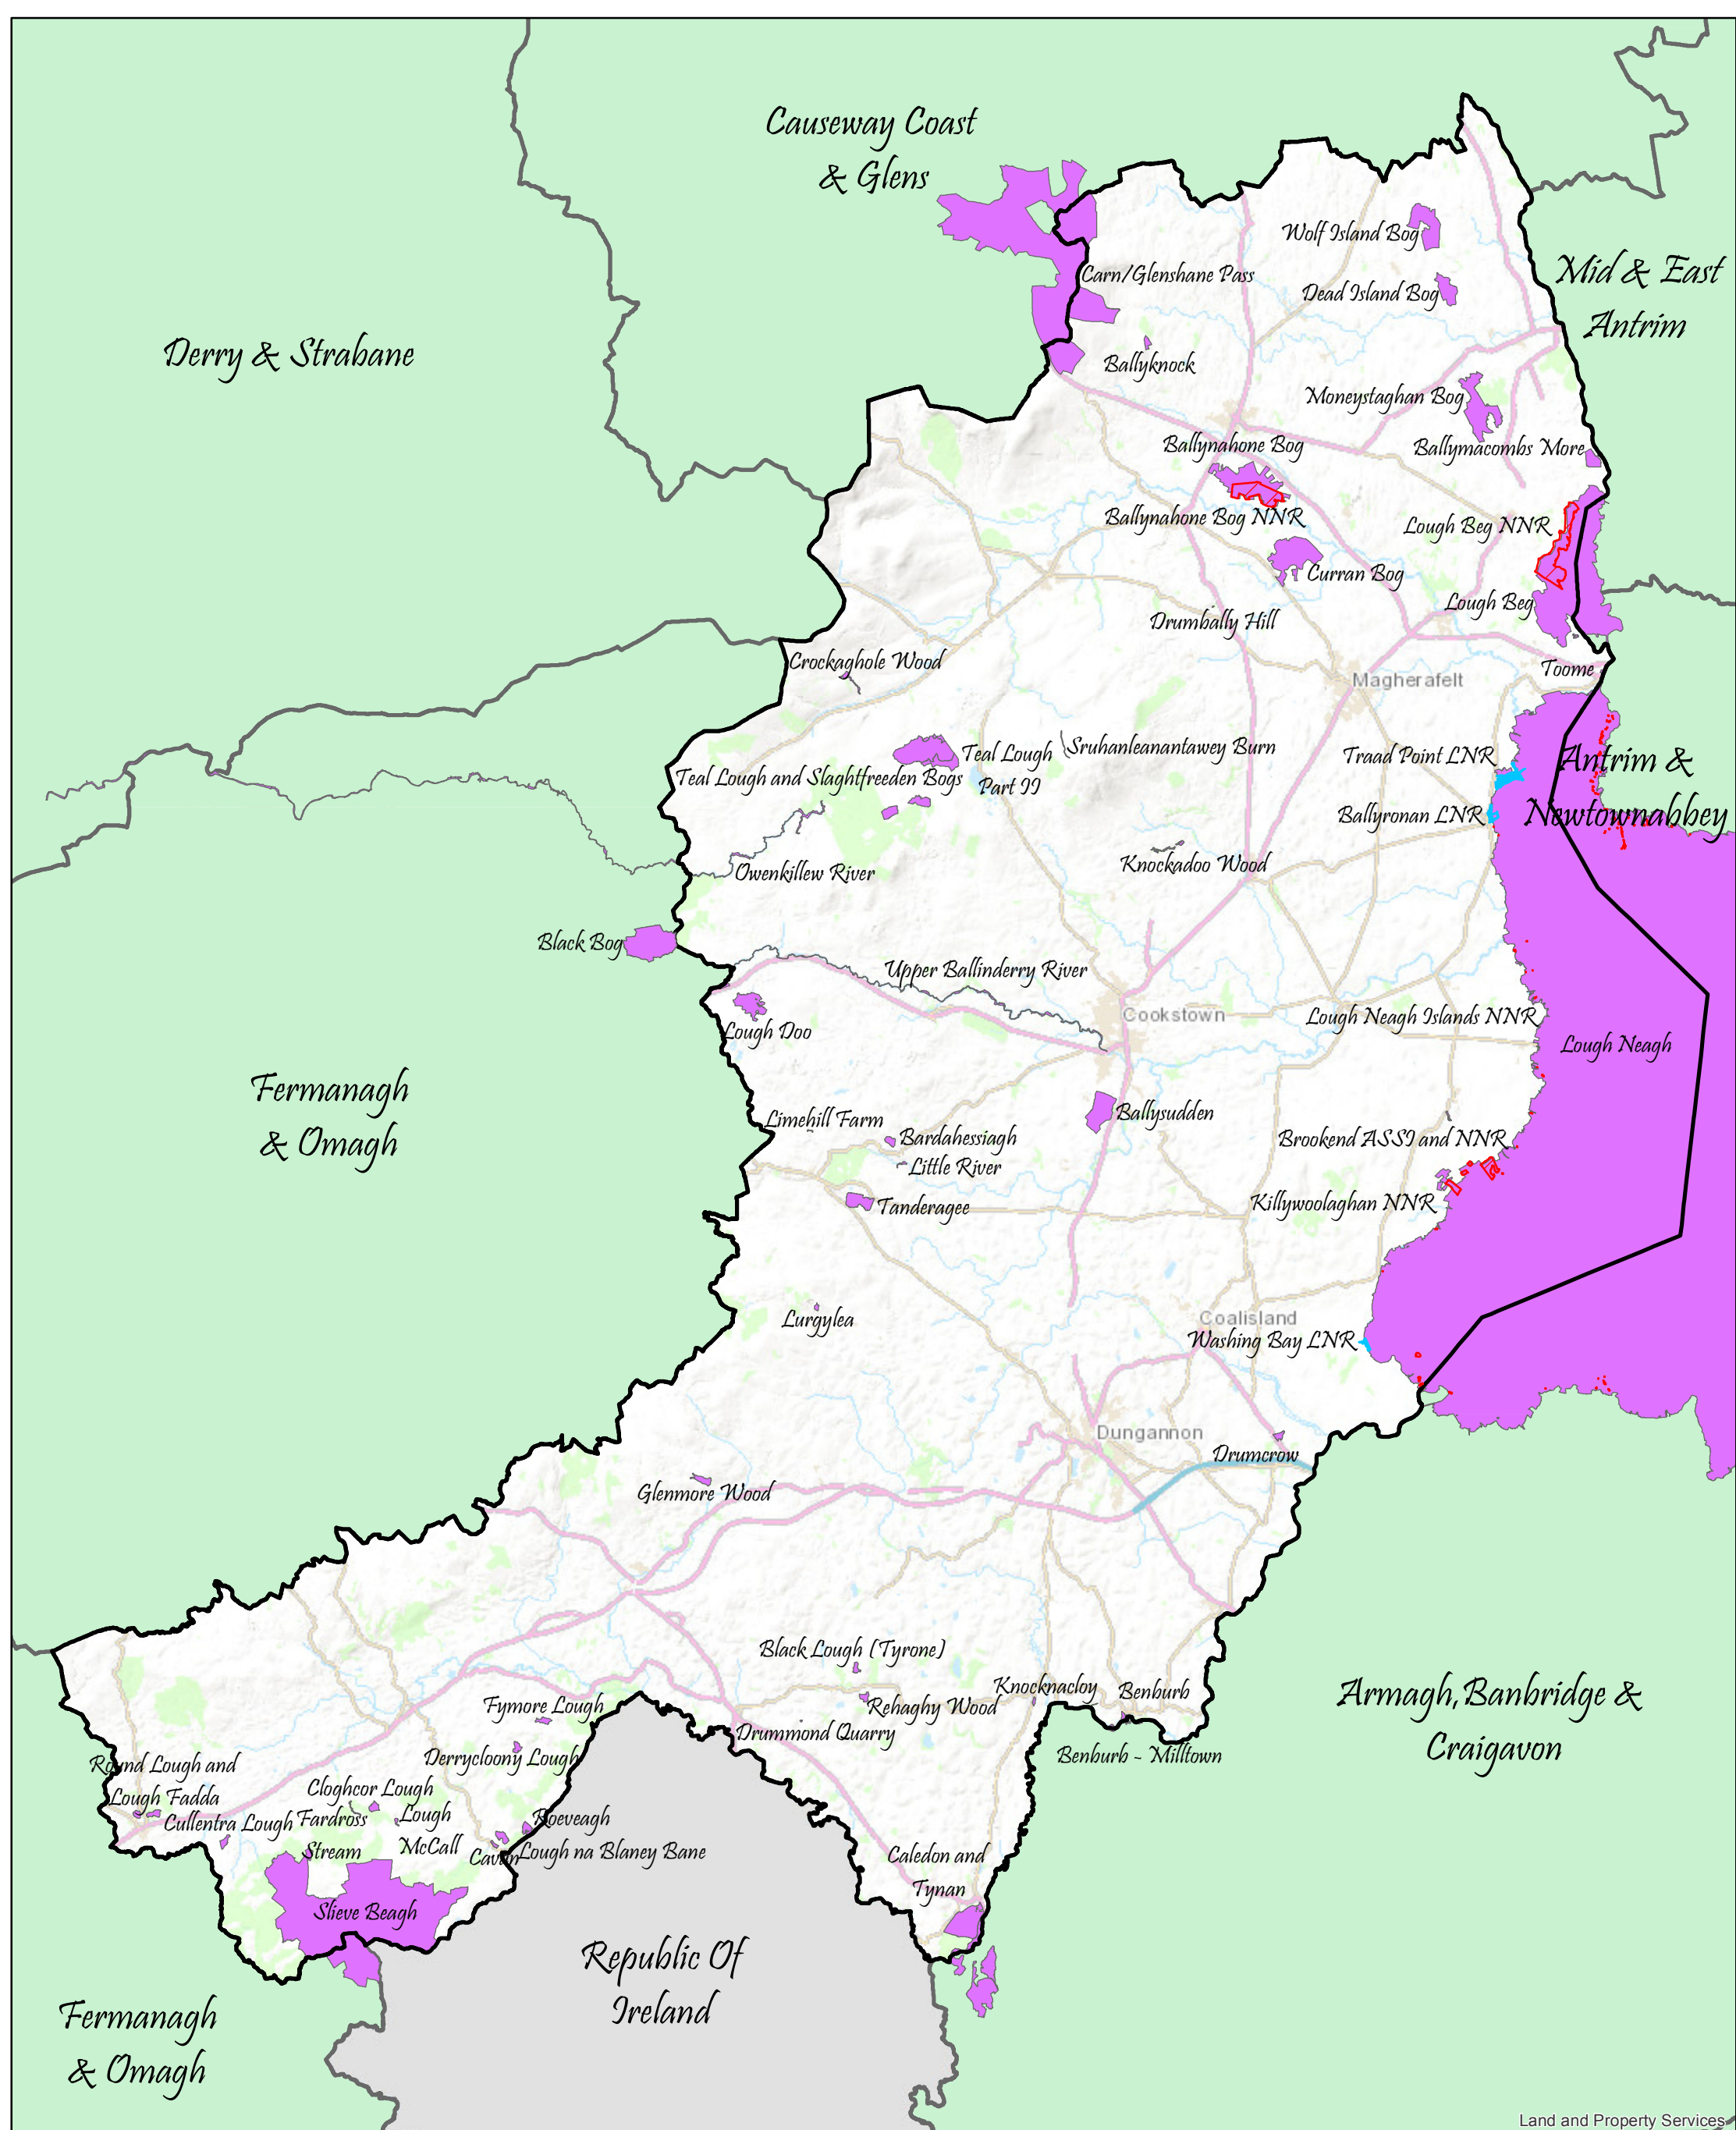 Causeway Coast
& Glens
Wolf Island Bog
Mid & East
Antrim
Carn/Glenshane Pass
Dead Island Bog
Derry & Strabane
Ballyknock
Moneystaghan Bog
Ballynahone Bog
Ballymacombs More
Ballynahone Bog NNR
Lough Beg NNR
Curran Bog
Lough Beg
Drumbally Hill
Crockaghole Wood
Toome
Magherafelt
Teal Lough
Part II
Sruhanleanantawey Burn
Traad Point LNR
Antrim &
Newtownabbey
Teal Lough and Slaghtfreeden Bogs
Ballyronan LNR
Owenkillew River
Knockadoo Wood
Black Bog
Upper Ballinderry River
Cookstown
Lough Neagh Islands NNR
Lough Doo
Lough Neagh
Fermanagh
& Omagh
Limehill Farm
Ballysudden
Bardahessiagh
Brookend ASSI and NNR
Little River
Tanderagee
Killywoolaghan NNR
Lurgylea
Coalisland
Washing Bay LNR
Dungannon
Drumcrow
Glenmore Wood
Black Lough (Tyrone)
Knocknacloy
Benburb
Fymore Lough
Rehaghy Wood
Armagh, Banbridge &
Craigavon
Drummond Quarry
Benburb - Milltown
Derrycloony Lough
Round Lough and
Lough Fadda
Cloghcor Lough
Cullentra Lough
Fardross
Stream
Lough
McCall
Roeveagh
Cavan
Lough na Blaney Bane
Caledon and
Tynan
Slieve Beagh
Republic Of
Ireland
Fermanagh
& Omagh
Land and Property Services